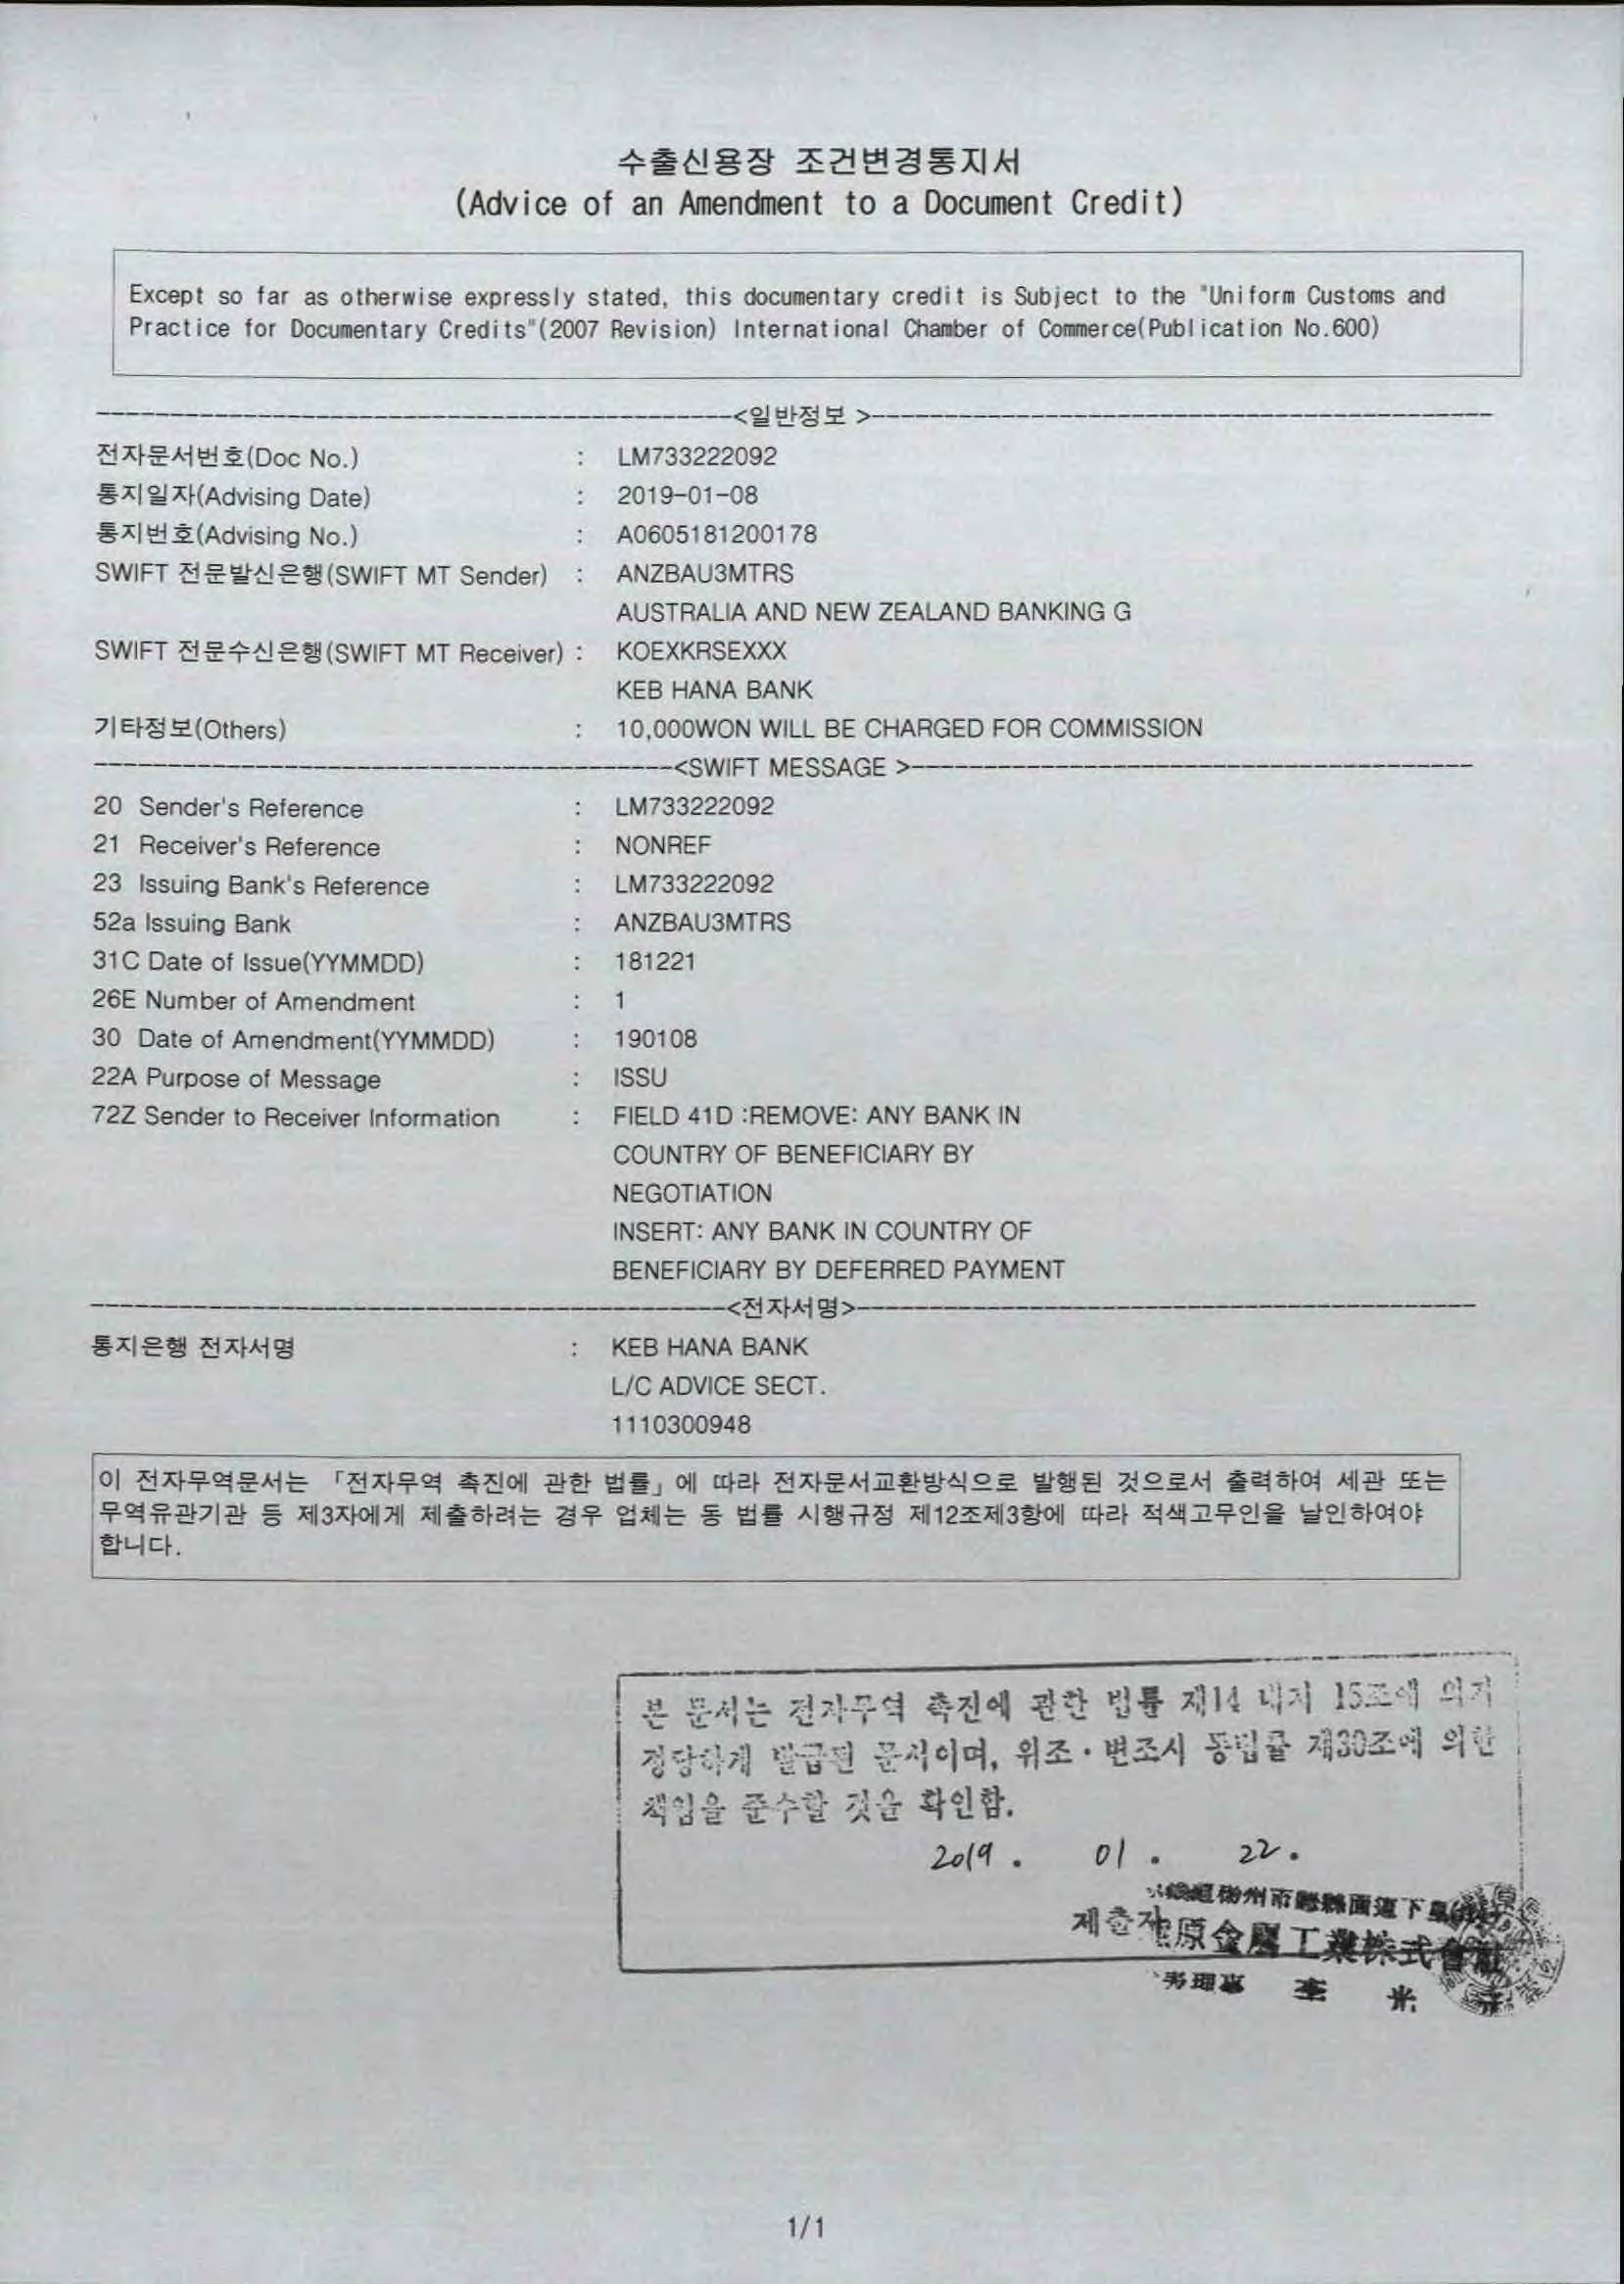 수출신용장 조건변경통지서
(Advice of an Amendment to a Document Credit)
Except so far as otherwise expressly stated, this documentary credit is Subject to the "Uniform Customs and
Practice for Documentary Credits"(2007 Revision) International Chamber of Commerce(Publication No.600)
<일반정보 >
전자문서번호(Doc No.) : LM733222092
통지일자(Advising Date) : 2019-01-08
통지번호(Advising No.) : A0605181200178
SWIFT 전문발신은행(SWIFT MT Sender) : ANZBAU3MTRS
AUSTRALIA AND NEW ZEALAND BANKING G
SWIFT 전문수신은행(SWIFT MT Receiver) : KOEXKRSEXXX
KEB HANA BANK
기타정보(Others) : 10,000WON WILL BE CHARGED FOR COMMISSION
<SWIFT MESSAGE >
20 Sender's Reference : LM733222092
21 Receiver's Reference : NONREF
23 Issuing Bank's Reference : LM733222092
52a Issuing Bank : ANZBAU3MTRS
31C Date of Issue(YYMMDD) : 181221
26E Number of Amendment : 1
30 Date of Amendment(YYMMDD) : 190108
22A Purpose of Message : ISSU
72Z Sender to Receiver Information : FIELD 41D :REMOVE: ANY BANK IN
COUNTRY OF BENEFICIARY BY
NEGOTIATION
INSERT: ANY BANK IN COUNTRY OF
BENEFICIARY BY DEFERRED PAYMENT
<전자서명>
통지은행 전자서명 : KEB HANA BANK
L/C ADVICE SECT.
1110300948
이 전자무역문서는 「전자무역 촉진에 관한 법률」에 따라 전자문서교환방식으로 발행된 것으로서 출력하여 세관 또는
무역유관기관 등 제3자에게 제출하려는 경우 업체는 동 법률 시행규정 제12조제3항에 따라 적색고무인을 날인하여야
합니다.
본 문서는 전자무역 촉진에 관한 법률 제14 내지 15조에 의거
정당하게 발급된 문서이며, 위조·변조시 동법률 제30조에 의한
책임을 준수할 것을 확인함.
2019 . 01 . 22 .
제출자 原金屬工業株式會社
1/1